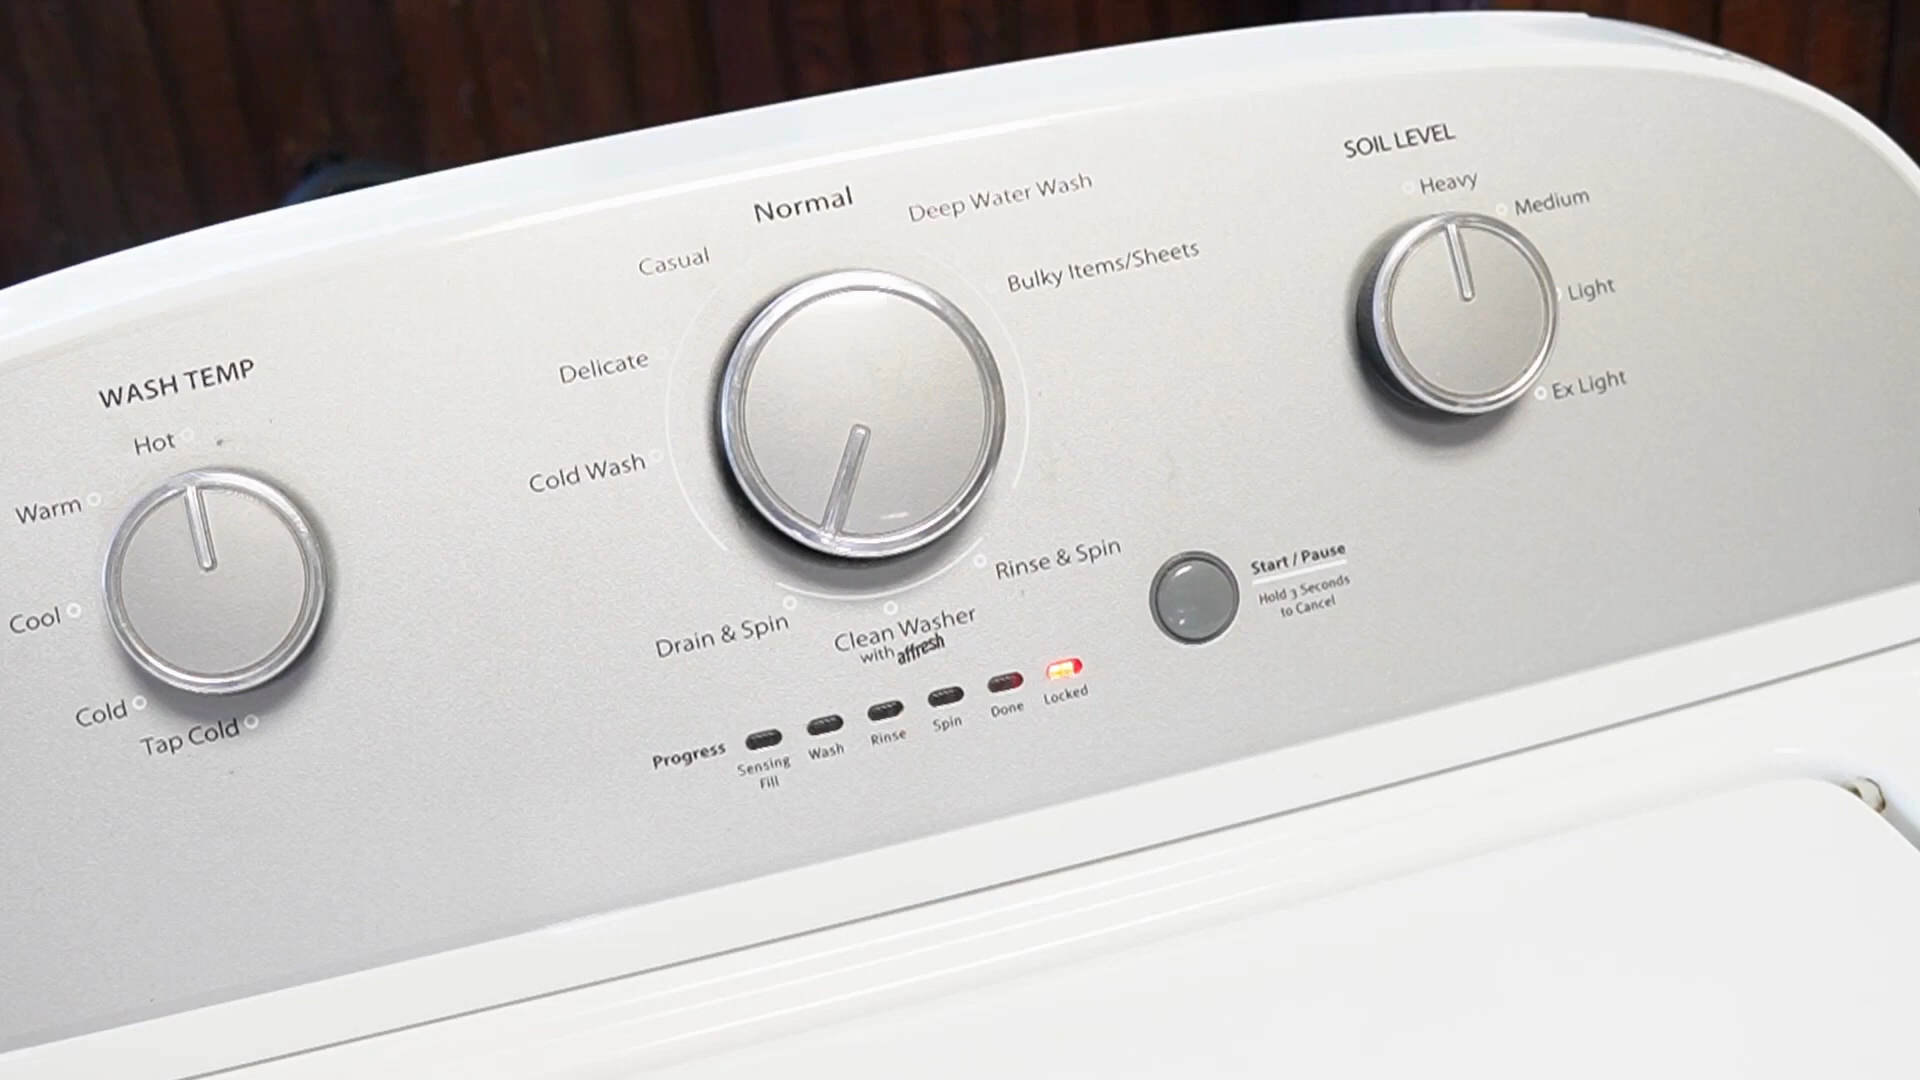 WASH TEMP
Hot
Warm
Cool
Cold
Tap Cold
Normal
Casual
Delicate
Cold Wash
Deep Water Wash
Bulky Items/Sheets
Rinse & Spin
Clean Washer
with affresh
Drain & Spin
SOIL LEVEL
Heavy
Medium
Light
Ex Light
Start / Pause
Hold 3 Seconds
to Cancel
Progress
Sensing
Fill
Wash
Rinse
Spin
Done
Locked